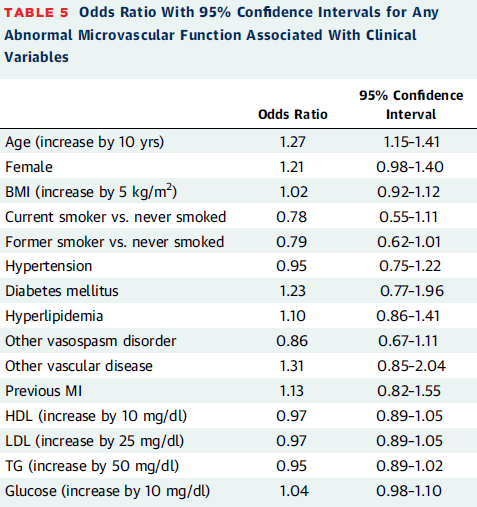 TABLE 5 Odds Ratio With 95% Confidence Intervals for Any
Abnormal Microvascular Function Associated With Clinical
Variables
Odds Ratio 95% Confidence Interval
Age (increase by 10 yrs) 1.27 1.15–1.41
Female 1.21 0.98–1.40
BMI (increase by 5 kg/m²) 1.02 0.92–1.12
Current smoker vs. never smoked 0.78 0.55–1.11
Former smoker vs. never smoked 0.79 0.62–1.01
Hypertension 0.95 0.75–1.22
Diabetes mellitus 1.23 0.77–1.96
Hyperlipidemia 1.10 0.86–1.41
Other vasospasm disorder 0.86 0.67–1.11
Other vascular disease 1.31 0.85–2.04
Previous MI 1.13 0.82–1.55
HDL (increase by 10 mg/dl) 0.97 0.89–1.05
LDL (increase by 25 mg/dl) 0.97 0.89–1.05
TG (increase by 50 mg/dl) 0.95 0.89–1.02
Glucose (increase by 10 mg/dl) 1.04 0.98–1.10